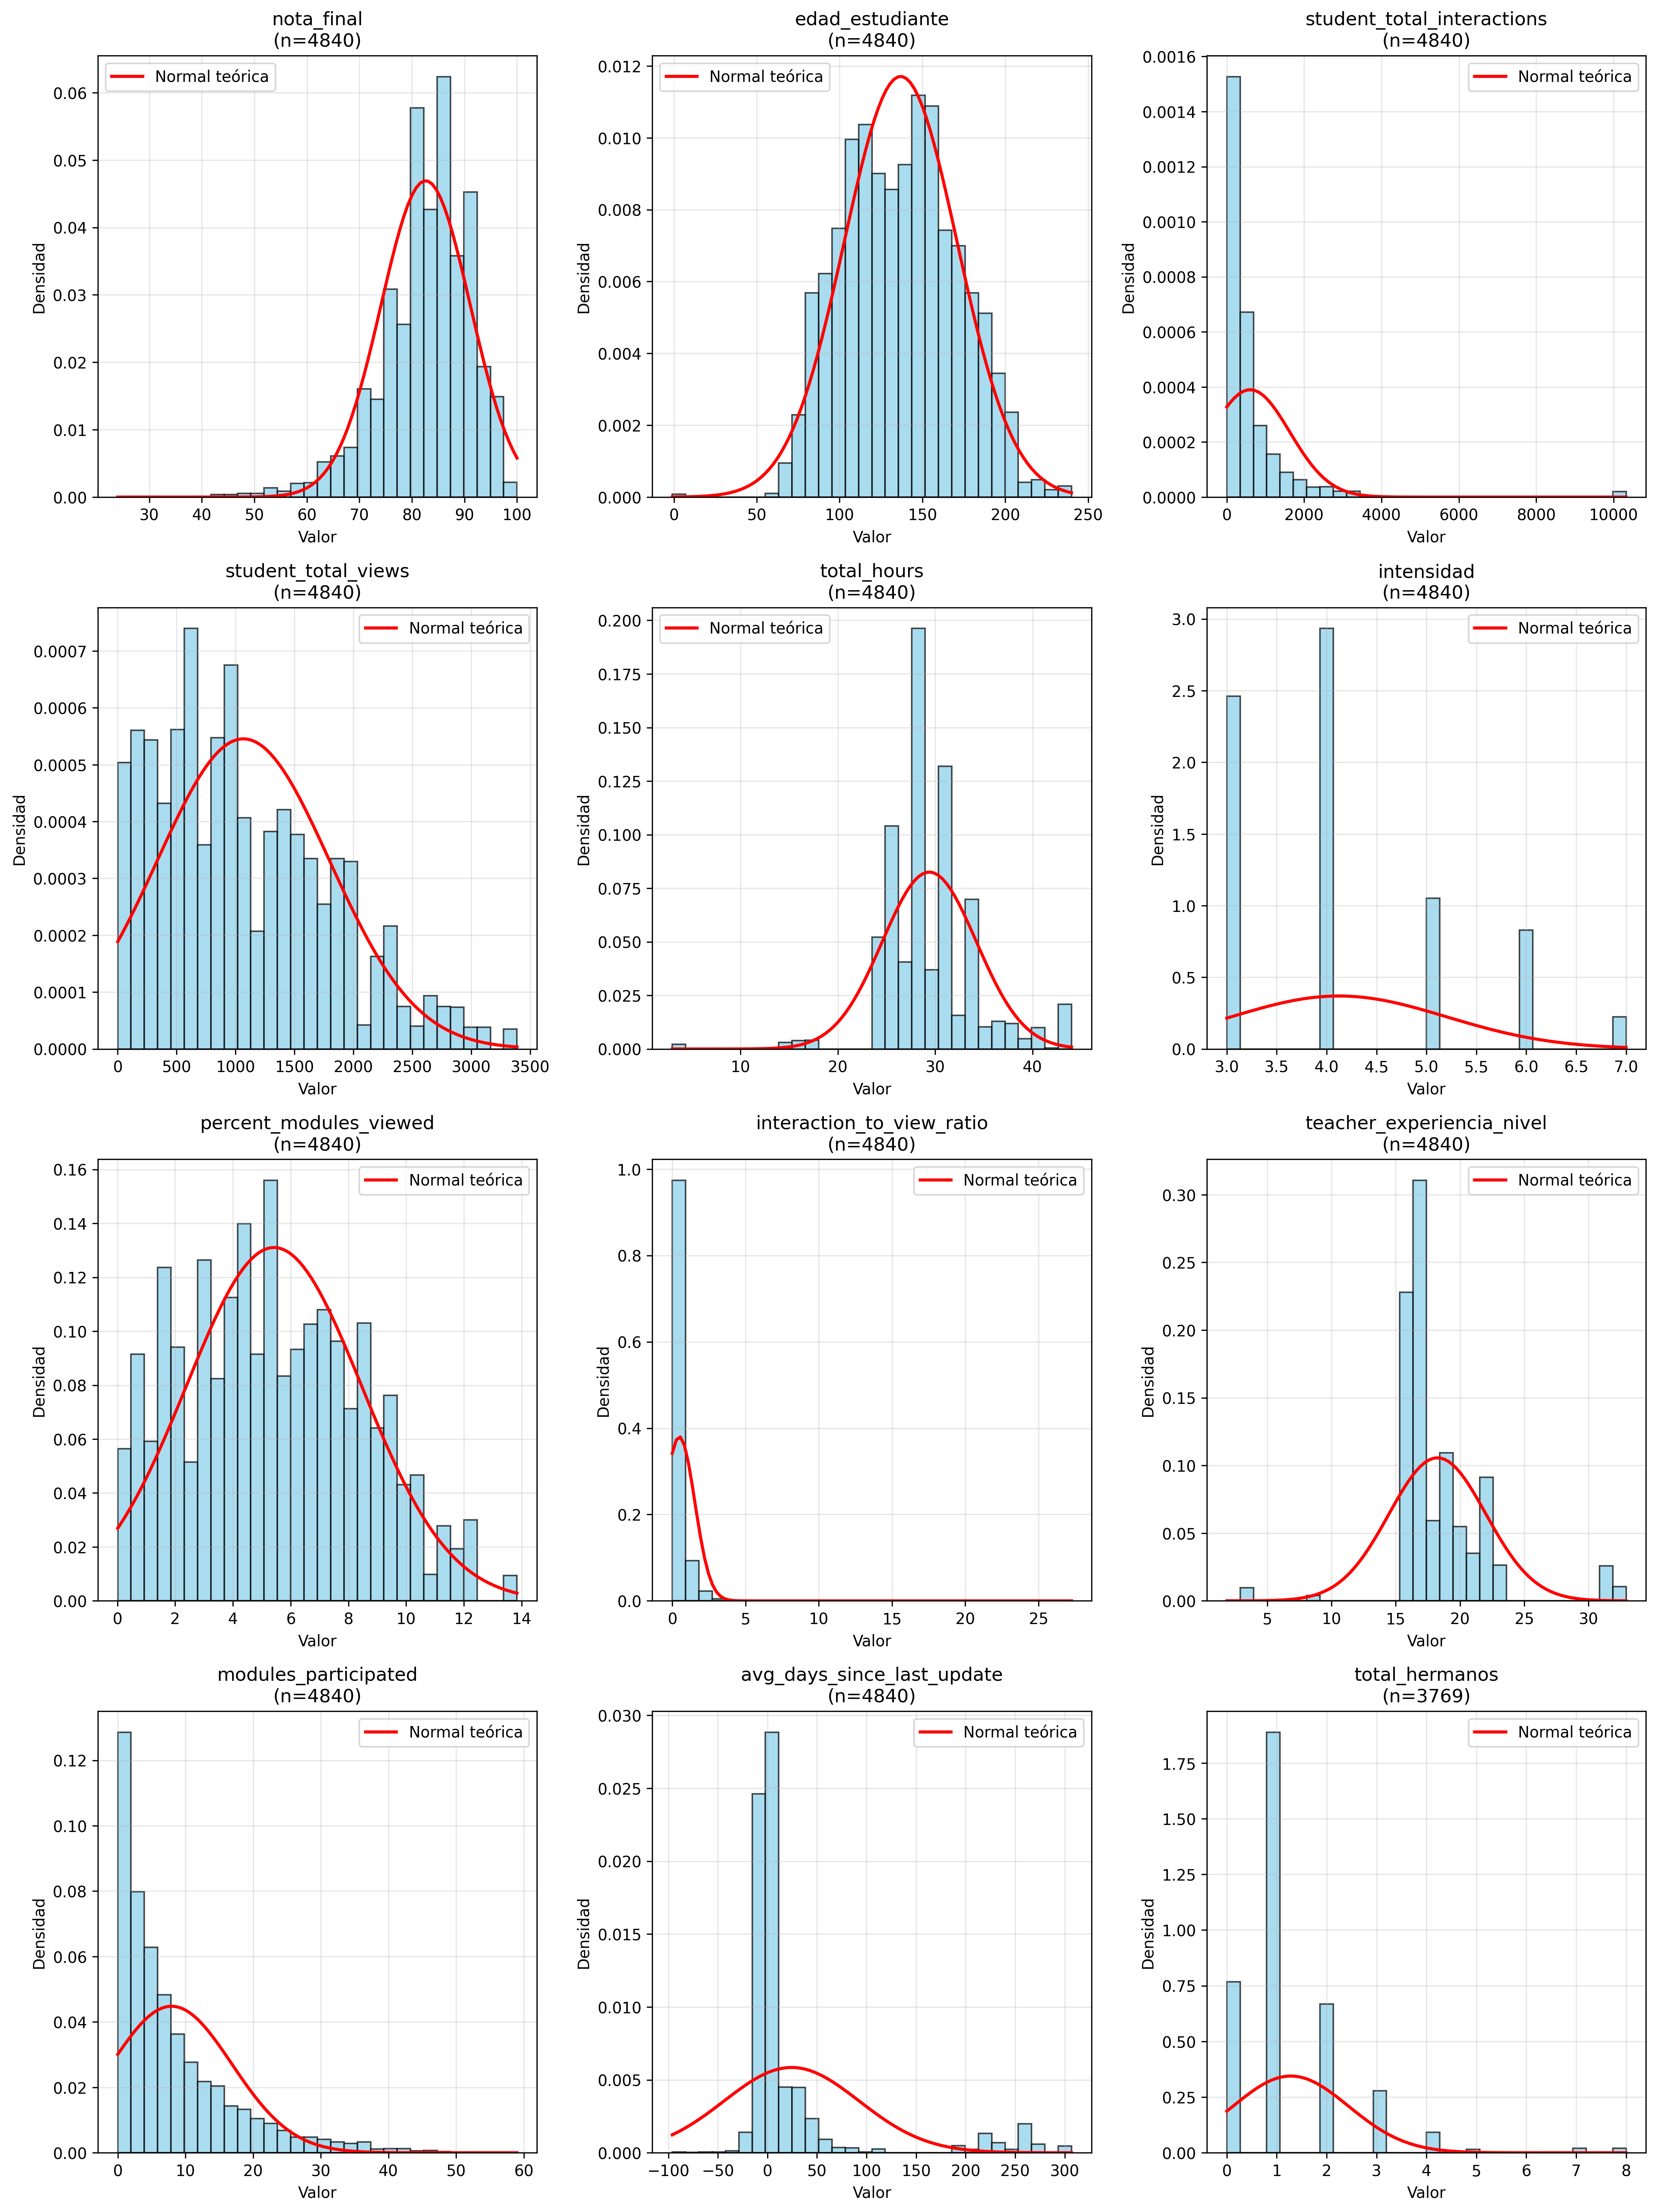 nota_final
(n=4840)
Normal teórica
0.06
0.05
0.04
0.03
0.02
0.01
0.00
Densidad
30 40 50 60 70 80 90 100
Valor
edad_estudiante
(n=4840)
Normal teórica
0.012
0.010
0.008
0.006
0.004
0.002
0.000
Densidad
0 50 100 150 200 250
Valor
student_total_interactions
(n=4840)
Normal teórica
0.0016
0.0014
0.0012
0.0010
0.0008
0.0006
0.0004
0.0002
0.0000
Densidad
0 2000 4000 6000 8000 10000
Valor
student_total_views
(n=4840)
Normal teórica
0.0007
0.0006
0.0005
0.0004
0.0003
0.0002
0.0001
0.0000
Densidad
0 500 1000 1500 2000 2500 3000 3500
Valor
total_hours
(n=4840)
Normal teórica
0.200
0.175
0.150
0.125
0.100
0.075
0.050
0.025
0.000
Densidad
10 20 30 40
Valor
intensidad
(n=4840)
Normal teórica
3.0
2.5
2.0
1.5
1.0
0.5
0.0
Densidad
3.0 3.5 4.0 4.5 5.0 5.5 6.0 6.5 7.0
Valor
percent_modules_viewed
(n=4840)
Normal teórica
0.16
0.14
0.12
0.10
0.08
0.06
0.04
0.02
0.00
Densidad
0 2 4 6 8 10 12 14
Valor
interaction_to_view_ratio
(n=4840)
Normal teórica
1.0
0.8
0.6
0.4
0.2
0.0
Densidad
0 5 10 15 20 25
Valor
teacher_experiencia_nivel
(n=4840)
Normal teórica
0.30
0.25
0.20
0.15
0.10
0.05
0.00
Densidad
5 10 15 20 25 30
Valor
modules_participated
(n=4840)
Normal teórica
0.12
0.10
0.08
0.06
0.04
0.02
0.00
Densidad
0 10 20 30 40 50 60
Valor
avg_days_since_last_update
(n=4840)
Normal teórica
0.030
0.025
0.020
0.015
0.010
0.005
0.000
Densidad
−100 −50 0 50 100 150 200 250 300
Valor
total_hermanos
(n=3769)
Normal teórica
1.75
1.50
1.25
1.00
0.75
0.50
0.25
0.00
Densidad
0 1 2 3 4 5 6 7 8
Valor